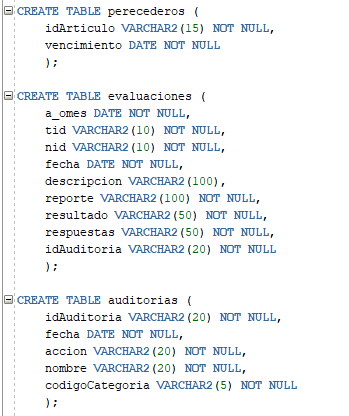 CREATE TABLE perecederos (
idArticulo VARCHAR2(15) NOT NULL,
vencimiento DATE NOT NULL
);
CREATE TABLE evaluaciones (
a_omes DATE NOT NULL,
tid VARCHAR2(10) NOT NULL,
nid VARCHAR2(10) NOT NULL,
fecha DATE NOT NULL,
descripcion VARCHAR2(100),
reporte VARCHAR2(100) NOT NULL,
resultado VARCHAR2(50) NOT NULL,
respuestas VARCHAR2(50) NOT NULL,
idAuditoria VARCHAR2(20) NOT NULL
);
CREATE TABLE auditorias (
idAuditoria VARCHAR2(20) NOT NULL,
fecha DATE NOT NULL,
accion VARCHAR2(20) NOT NULL,
nombre VARCHAR2(20) NOT NULL,
codigoCategoria VARCHAR2(5) NOT NULL
);